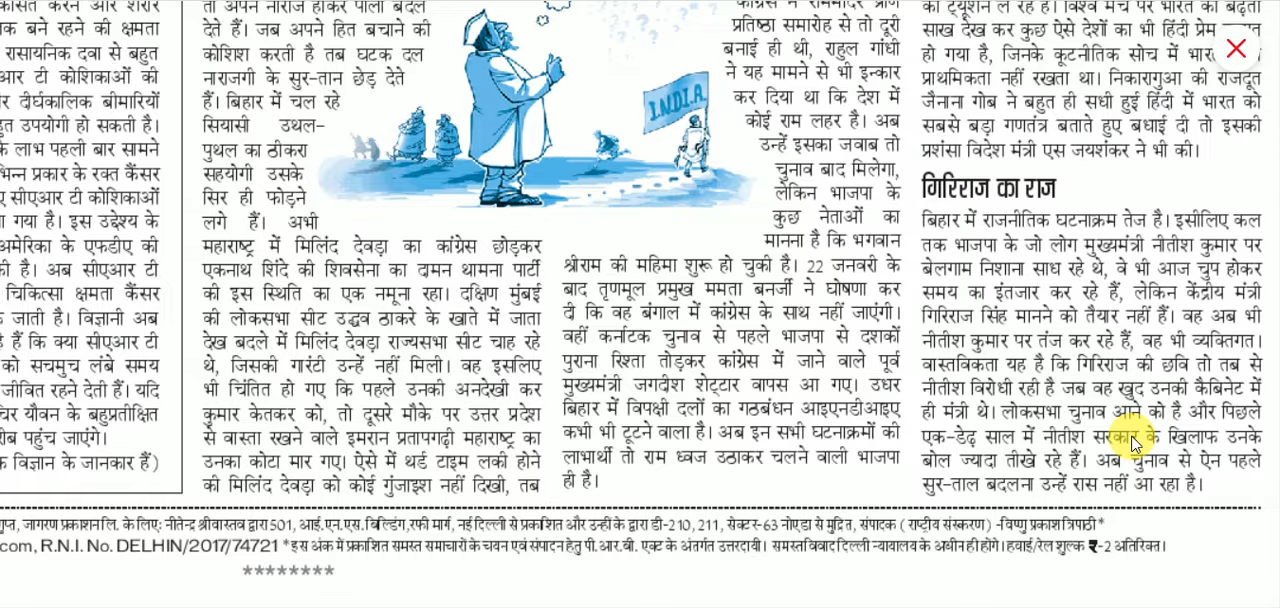 क बने रहने की क्षमता
रासायनिक दवा से बहुत
आर टी कोशिकाओं की
र दीर्घकालिक बीमारियों
हुत उपयोगी हो सकती है।
के लाभ पहली बार सामने
भिन्न प्रकार के रक्त कैंसर
ए सीएआर टी कोशिकाओं
ा गया है। इस उद्देश्य के
अमेरिका के एफडीए की
की है। अब सीएआर टी
चिकित्सा क्षमता कैंसर
जाती है। विज्ञानी अब
हे हैं कि क्या सीएआर टी
को सचमुच लंबे समय
जीवित रहने देती हैं। यदि
चिर यौवन के बहुप्रतीक्षित
रीब पहुंच जाएंगे।
क विज्ञान के जानकार हैं)
तो अपने नाराज होकर पाला बदल
देते हैं। जब अपने हित बचाने की
कोशिश करती है तब घटक दल
नाराजगी के सुर-तान छेड़ देते
हैं। बिहार में चल रहे
सियासी उथल-
पुथल का ठीकरा
सहयोगी उसके
सिर ही फोड़ने
लगे हैं। अभी
महाराष्ट्र में मिलिंद देवड़ा का कांग्रेस छोड़कर
एकनाथ शिंदे की शिवसेना का दामन थामना पार्टी
की इस स्थिति का एक नमूना रहा। दक्षिण मुंबई
की लोकसभा सीट उद्धव ठाकरे के खाते में जाता
देख बदले में मिलिंद देवड़ा राज्यसभा सीट चाह रहे
थे, जिसकी गारंटी उन्हें नहीं मिली। वह इसलिए
भी चिंतित हो गए कि पहले उनकी अनदेखी कर
कुमार केतकर को, तो दूसरे मौके पर उत्तर प्रदेश
से वास्ता रखने वाले इमरान प्रतापगढ़ी महाराष्ट्र का
उनका कोटा मार गए। ऐसे में थर्ड टाइम लकी होने
की मिलिंद देवड़ा को कोई गुंजाइश नहीं दिखी, तब
INDIA
प्रतिष्ठा समारोह से तो दूरी
बनाई ही थी, राहुल गांधी
ने यह मामने से भी इन्कार
कर दिया था कि देश में
कोई राम लहर है। अब
उन्हें इसका जवाब तो
चुनाव बाद मिलेगा,
लेकिन भाजपा के
कुछ नेताओं का
मानना है कि भगवान
श्रीराम की महिमा शुरू हो चुकी है। 22 जनवरी के
बाद तृणमूल प्रमुख ममता बनर्जी ने घोषणा कर
दी कि वह बंगाल में कांग्रेस के साथ नहीं जाएंगी।
वहीं कर्नाटक चुनाव से पहले भाजपा से दशकों
पुराना रिश्ता तोड़कर कांग्रेस में जाने वाले पूर्व
मुख्यमंत्री जगदीश शेट्टार वापस आ गए। उधर
बिहार में विपक्षी दलों का गठबंधन आइएनडीआइए
कभी भी टूटने वाला है। अब इन सभी घटनाक्रमों की
लाभार्थी तो राम ध्वज उठाकर चलने वाली भाजपा
ही है।
की ट्यूशन ले रहे हैं। विश्व मंच पर भारत की बढ़ती
साख देख कर कुछ ऐसे देशों का भी हिंदी प्रेम
हो गया है, जिनके कूटनीतिक सोच में
प्राथमिकता नहीं रखता था। निकारागुआ की राजदूत
जैनाना गोब ने बहुत ही सधी हुई हिंदी में भारत को
सबसे बड़ा गणतंत्र बताते हुए बधाई दी तो इसकी
प्रशंसा विदेश मंत्री एस जयशंकर ने भी की।
गिरिराज का राज
बिहार में राजनीतिक घटनाक्रम तेज है। इसीलिए कल
तक भाजपा के जो लोग मुख्यमंत्री नीतीश कुमार पर
बेलगाम निशाना साध रहे थे, वे भी आज चुप होकर
समय का इंतजार कर रहे हैं, लेकिन केंद्रीय मंत्री
गिरिराज सिंह मानने को तैयार नहीं हैं। वह अब भी
नीतीश कुमार पर तंज कर रहे हैं, वह भी व्यक्तिगत।
वास्तविकता यह है कि गिरिराज की छवि तो तब से
नीतीश विरोधी रही है जब वह खुद उनकी कैबिनेट में
ही मंत्री थे। लोकसभा चुनाव आने को है और पिछले
एक-डेढ़ साल में नीतीश सरकार के खिलाफ उनके
बोल ज्यादा तीखे रहे हैं। अब चुनाव से ऐन पहले
सुर-ताल बदलना उन्हें रास नहीं आ रहा है।
गुप्त, जागरण प्रकाशन लि. के लिए: नीतेन्द्र श्रीवास्तव द्वारा 501, आई.एन.एस. बिल्डिंग,रफी मार्ग, नई दिल्ली से प्रकाशित और उन्हीं के द्वारा डी-210, 211, सेक्टर-63 नोएडा से मुद्रित, संपादक ( राष्ट्रीय संस्करण ) -विष्णु प्रकाश त्रिपाठी*
com, R.N.I. No. DELHIN/2017/74721 *इस अंक में प्रकाशित समस्त समाचारों के चयन एवं संपादन हेतु पी.आर.बी. एक्ट के अंतर्गत उत्तरदायी। समस्त विवाद दिल्ली न्यायालय के अधीन ही होंगे। हवाई/रेल शुल्क ₹-2 अतिरिक्त।
********